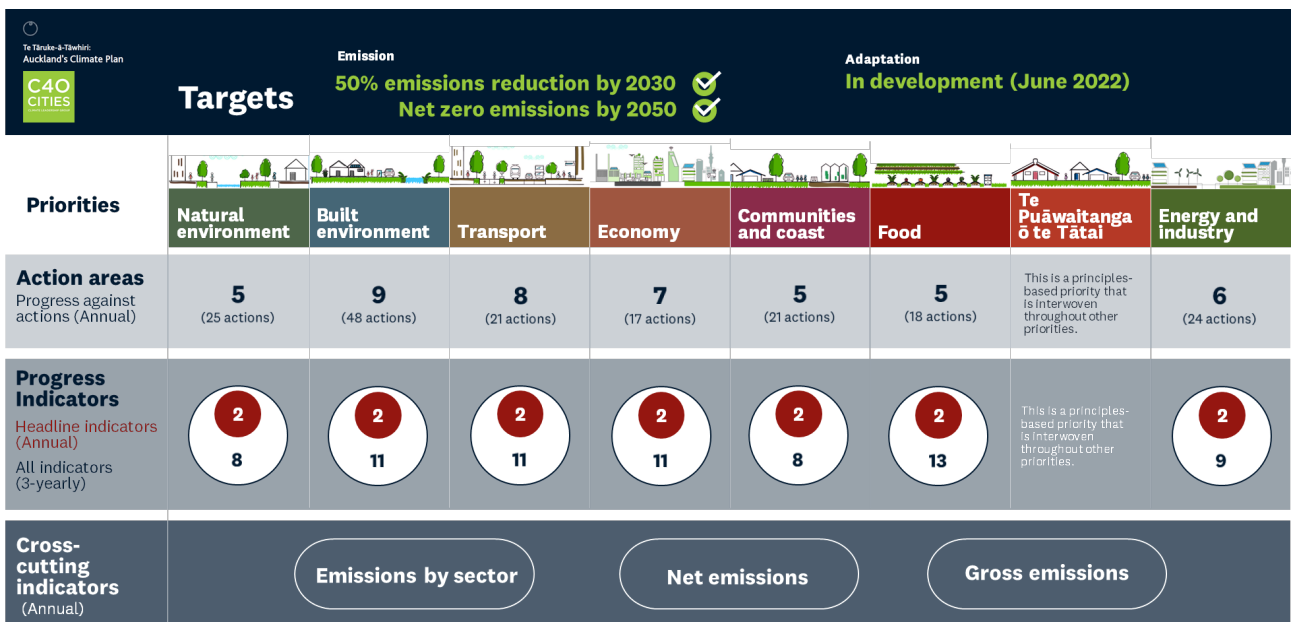 Te Tāruke-ā-Tāwhiri:
Auckland's Climate Plan
C40
CITIES
Targets
Emission
50% emissions reduction by 2030
Net zero emissions by 2050
Adaptation
In development (June 2022)
Priorities
Natural
environment
Built
environment
Transport
Economy
Communities
and coast
Food
Te
Puāwaitanga
ō te Tātai
Energy and
industry
Action areas
Progress against
actions (Annual)
5
(25 actions)
9
(48 actions)
8
(21 actions)
7
(17 actions)
5
(21 actions)
5
(18 actions)
This is a principles-
based priority that
is interwoven
throughout other
priorities.
6
(24 actions)
Progress
Indicators
Headline indicators
(Annual)
All indicators
(3-yearly)
2
8
2
11
2
11
2
11
2
8
2
13
This is a principles-
based priority that
is interwoven
throughout other
priorities.
2
9
Cross-
cutting
indicators
(Annual)
Emissions by sector
Net emissions
Gross emissions